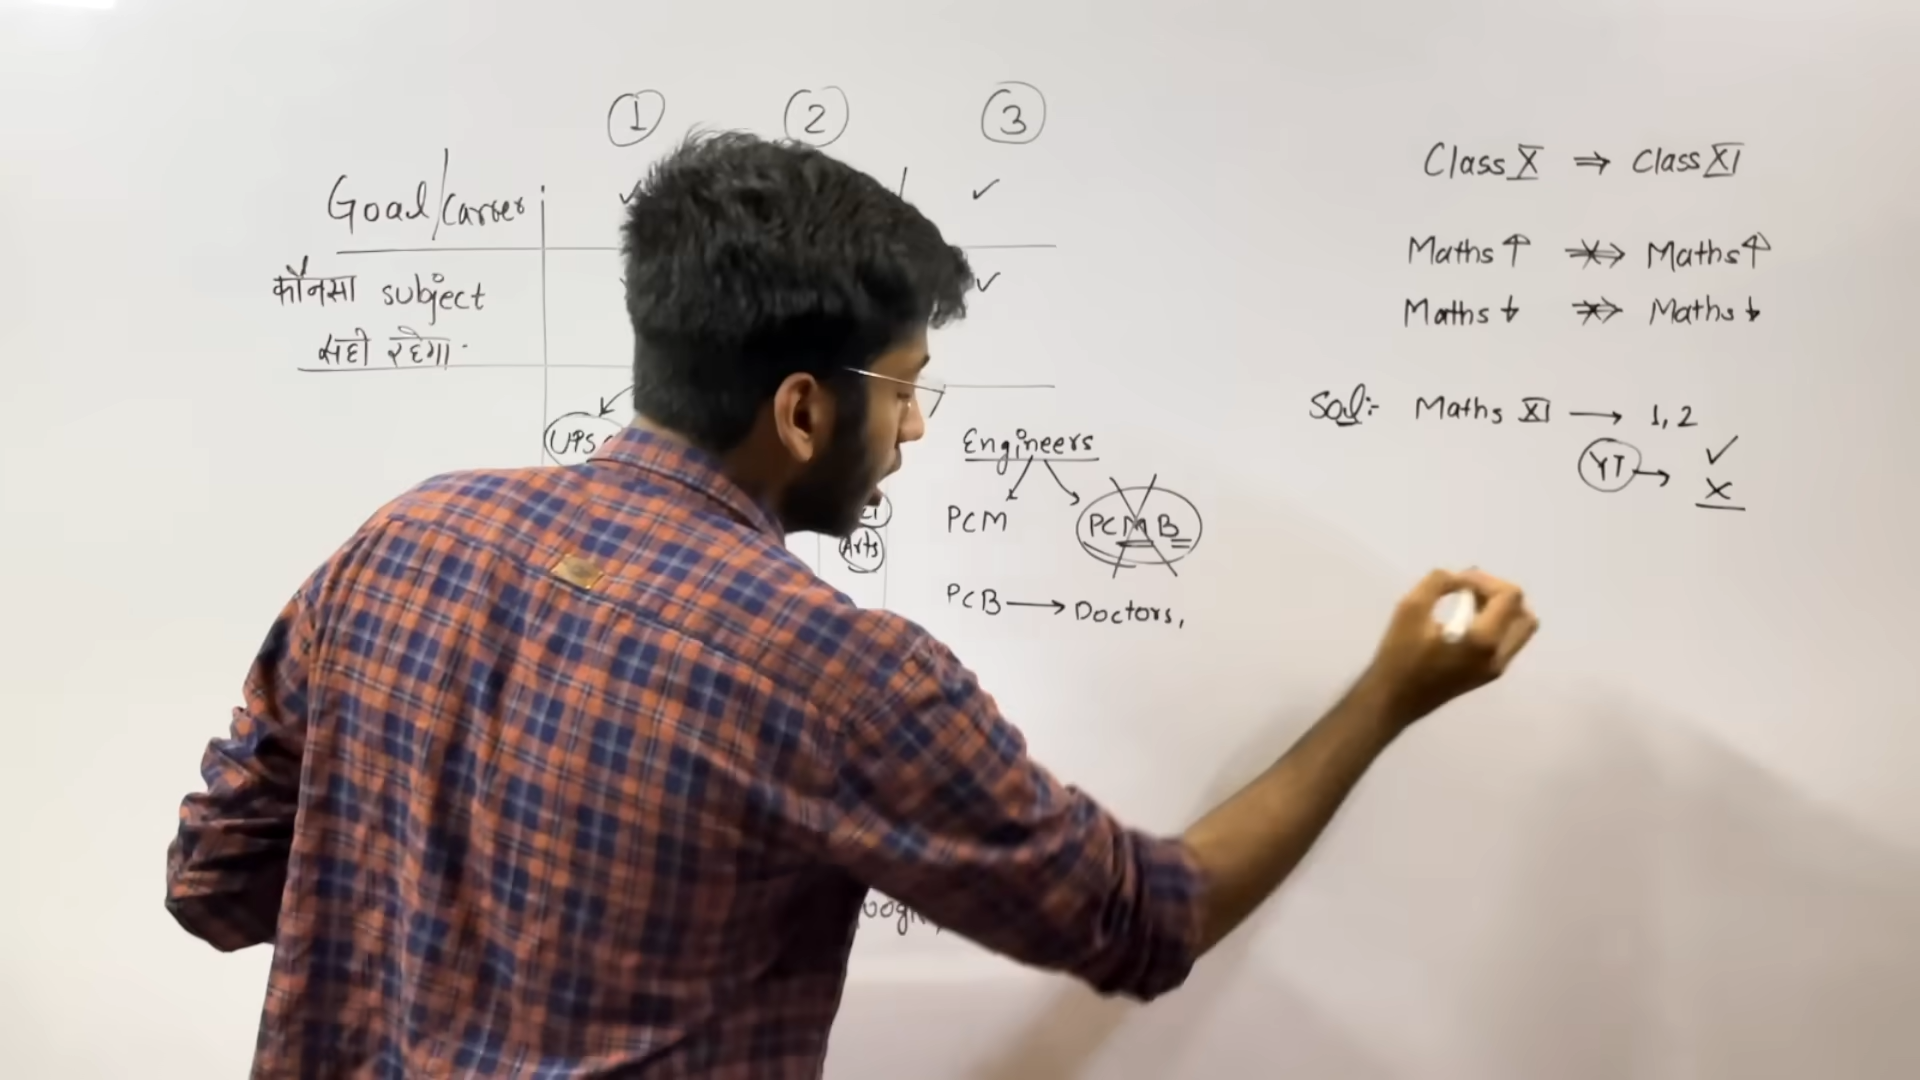 1 2 3
Goal/Career
कौनसा subject
सही रहेगा.
UPS
Arts
Engineers
PCM PCMB
PCB → Doctors,
Class X ⇒ Class XI
Maths ↑ ⇏ Maths ↑
Maths ↓ ⇏ Maths ↓
Sol:- Maths XI → 1, 2
YT → ✓
×